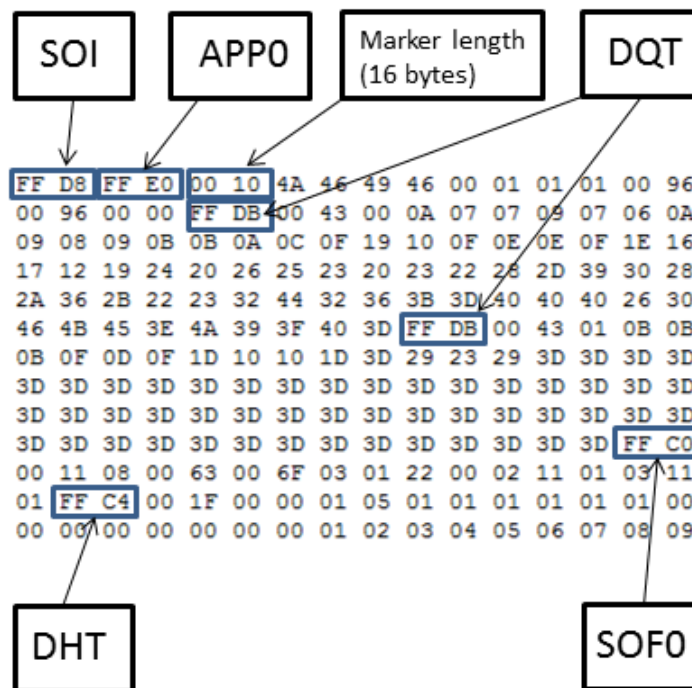 SOI APP0 Marker length DQT
(16 bytes)
FF D8 FF E0 00 10 4A 46 49 46 00 01 01 01 00 96
00 96 00 00 FF DB 00 43 00 0A 07 07 09 07 06 0A
09 08 09 0B 0B 0A 0C 0F 19 10 0F 0E 0E 0F 1E 16
17 12 19 24 20 26 25 23 20 23 22 28 2D 39 30 28
2A 36 2B 22 23 32 44 32 36 3B 3D 40 40 40 26 30
46 4B 45 3E 4A 39 3F 40 3D FF DB 00 43 01 0B 0B
0B 0F 0D 0F 1D 10 10 1D 3D 29 23 29 3D 3D 3D 3D
3D 3D 3D 3D 3D 3D 3D 3D 3D 3D 3D 3D 3D 3D 3D 3D
3D 3D 3D 3D 3D 3D 3D 3D 3D 3D 3D 3D 3D 3D 3D 3D
3D 3D 3D 3D 3D 3D 3D 3D 3D 3D 3D 3D 3D 3D FF C0
00 11 08 00 63 00 6F 03 01 22 00 02 11 01 03 11
01 FF C4 00 1F 00 00 01 05 01 01 01 01 01 01 00
00 00 00 00 00 00 00 01 02 03 04 05 06 07 08 09
DHT SOF0